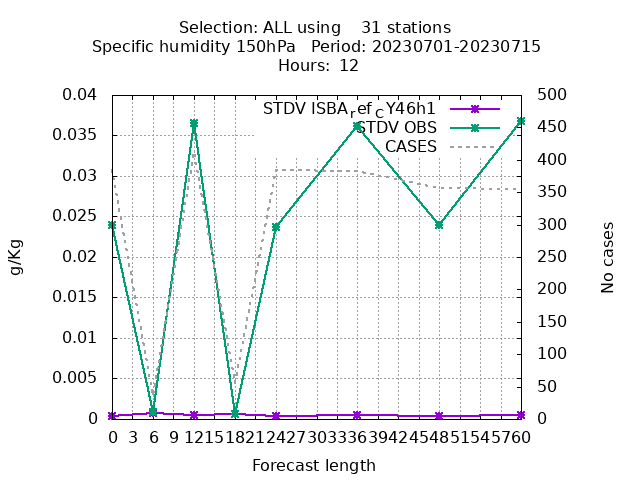 Selection: ALL using    31 stations
Specific humidity 150hPa   Period: 20230701-20230715
Hours:  12
STDV ISBA_ref_CY46h1
STDV OBS
CASES
0.04
0.035
0.03
0.025
0.02
0.015
0.01
0.005
0
500
450
400
350
300
250
200
150
100
50
0
g/Kg
No cases
0 3 6 9 12 15 18 21 24 27 30 33 36 39 42 45 48 51 54 57 60
Forecast length